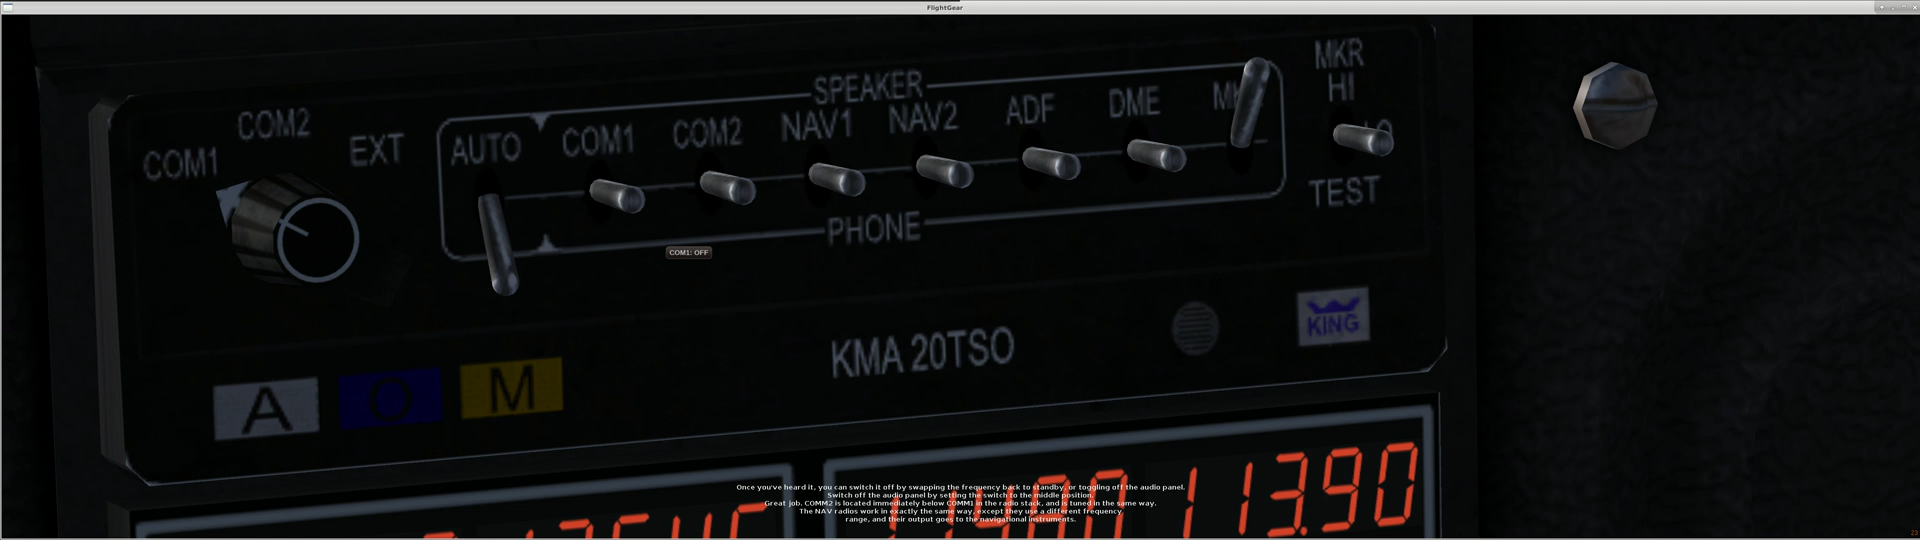 FlightGear
MKR
HI
SPEAKER
COM1 COM2 EXT
AUTO COM1 COM2 NAV1 NAV2 ADF DME
TEST
PHONE
COM1: OFF
KING
KMA 20TSO
A O M
113.90
Once you've heard it, you can switch it off by swapping the frequency back to standby, or toggling off the audio panel.
Switch off the audio panel by setting the switch to the middle position.
Great job. COMM2 is located immediately below COMM1 in the radio stack, and is tuned in the same way.
The NAV radios work in exactly the same way, except they use a different frequency
range, and their output goes to the navigational instruments.
23